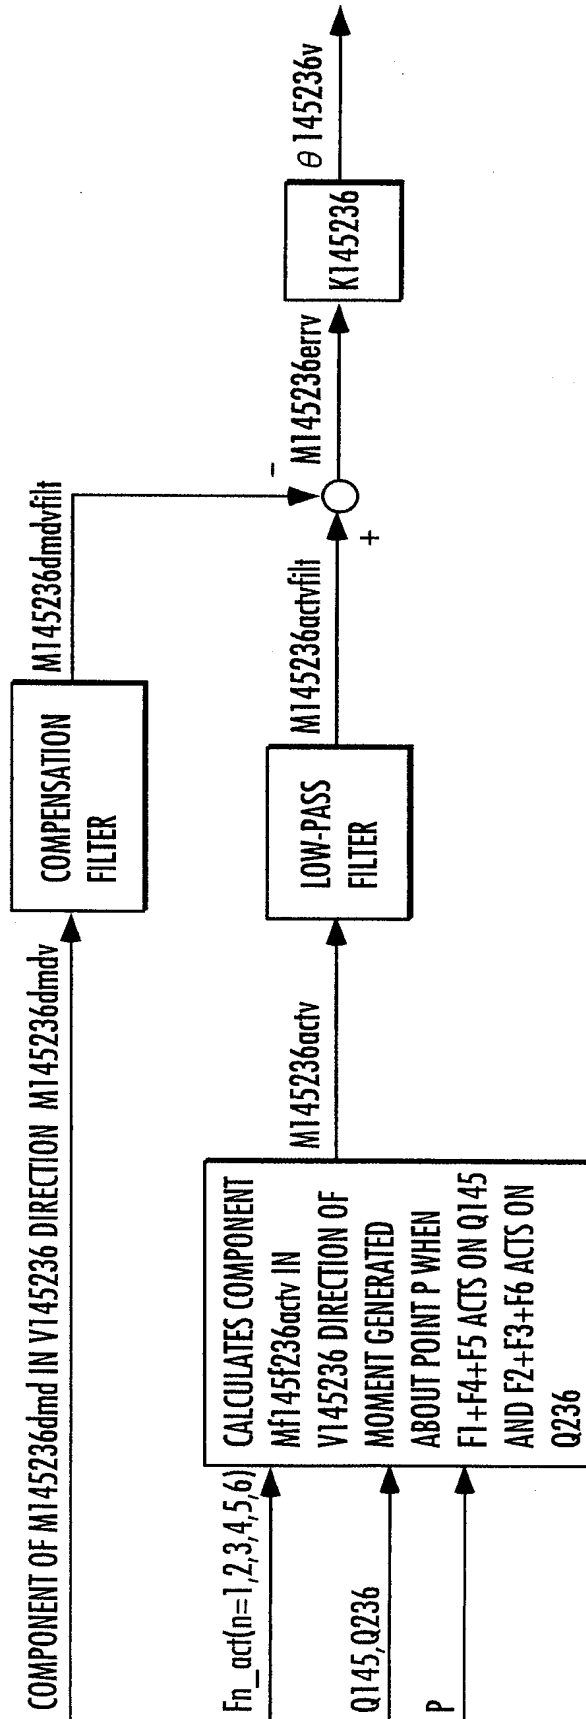 COMPONENT OF M145236dmd IN V145236 DIRECTION M145236dmdv
COMPENSATION
FILTER
M145236dmdvfilt
Fn_act(n=1,2,3,4,5,6)
Q145,Q236
P
CALCULATES COMPONENT
Mf145f236actv IN
V145236 DIRECTION OF
MOMENT GENERATED
ABOUT POINT P WHEN
F1+F4+F5 ACTS ON Q145
AND F2+F3+F6 ACTS ON
Q236
M145236actv
LOW-PASS
FILTER
M145236actvfilt
-
+
M145236errv
K145236
θ145236v